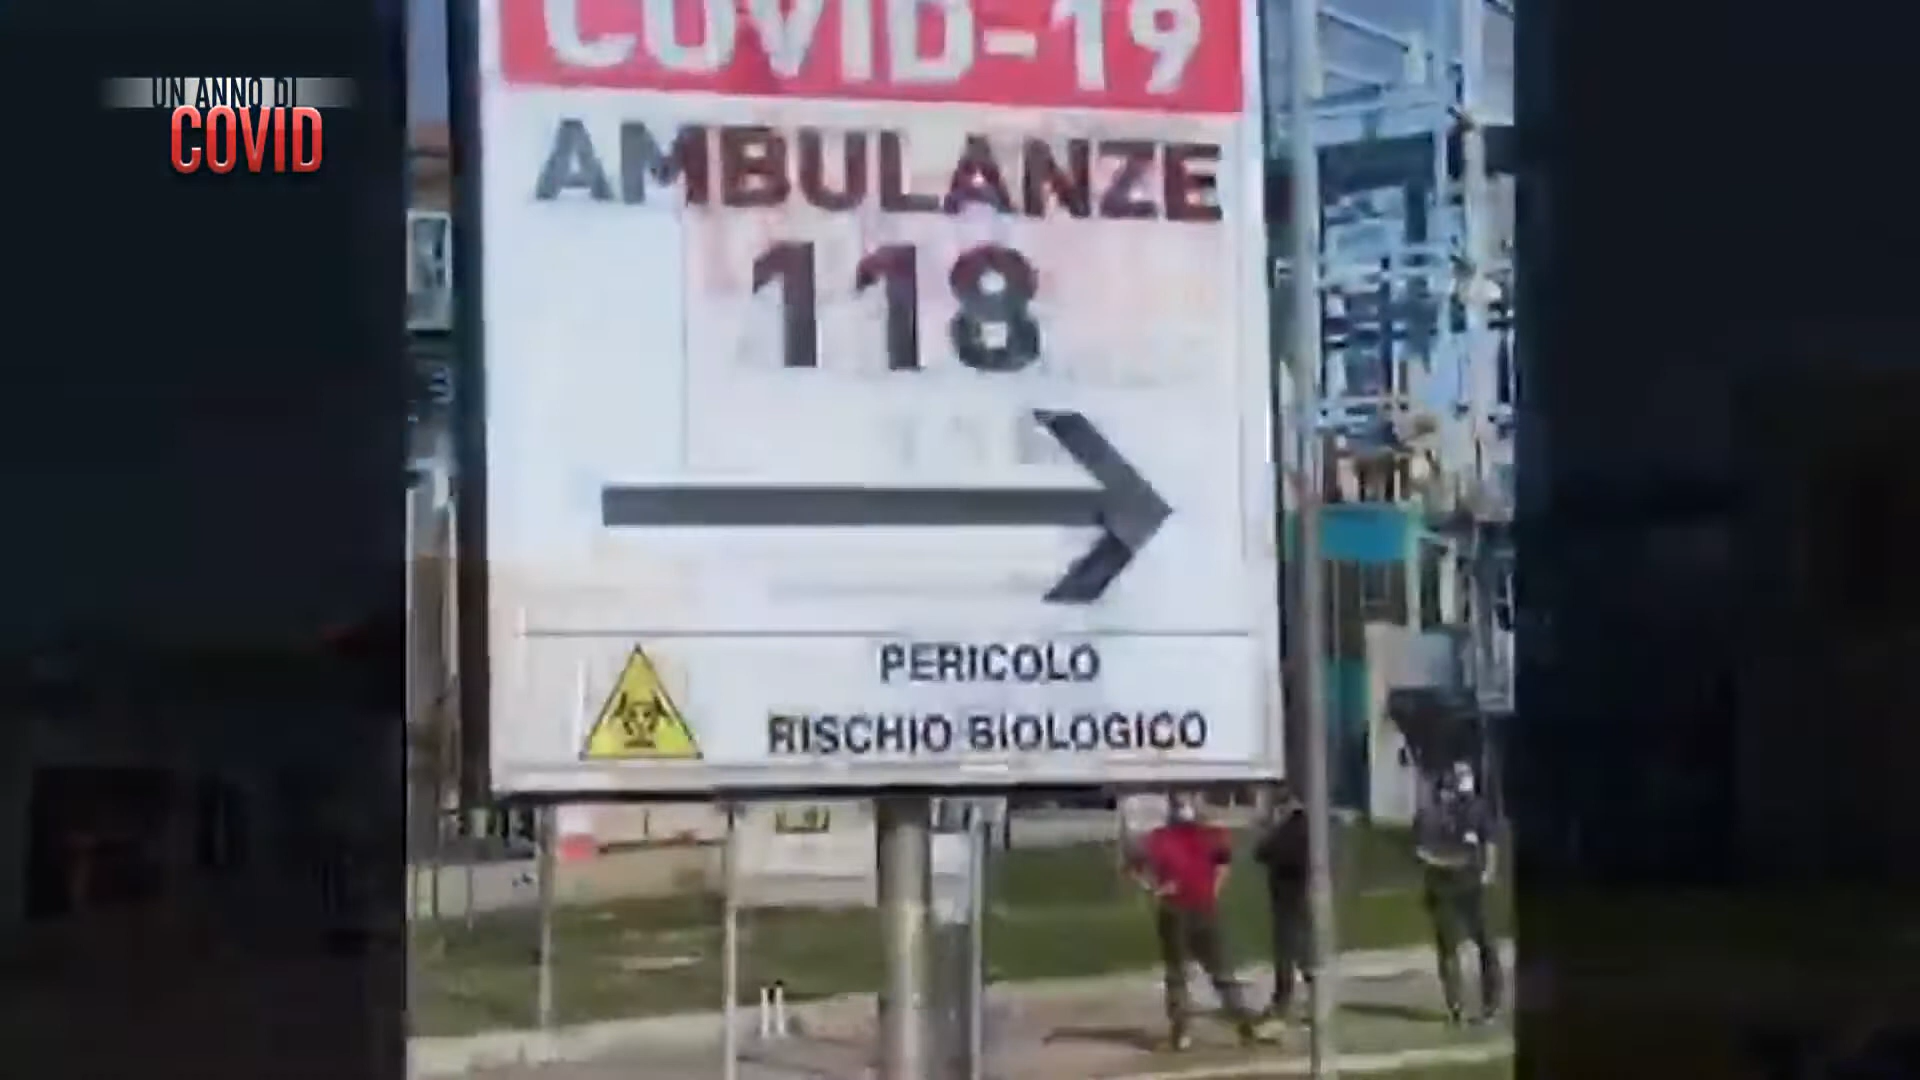 UN ANNO DI
COVID
COVID-19
AMBULANZE
118
PERICOLO
RISCHIO BIOLOGICO